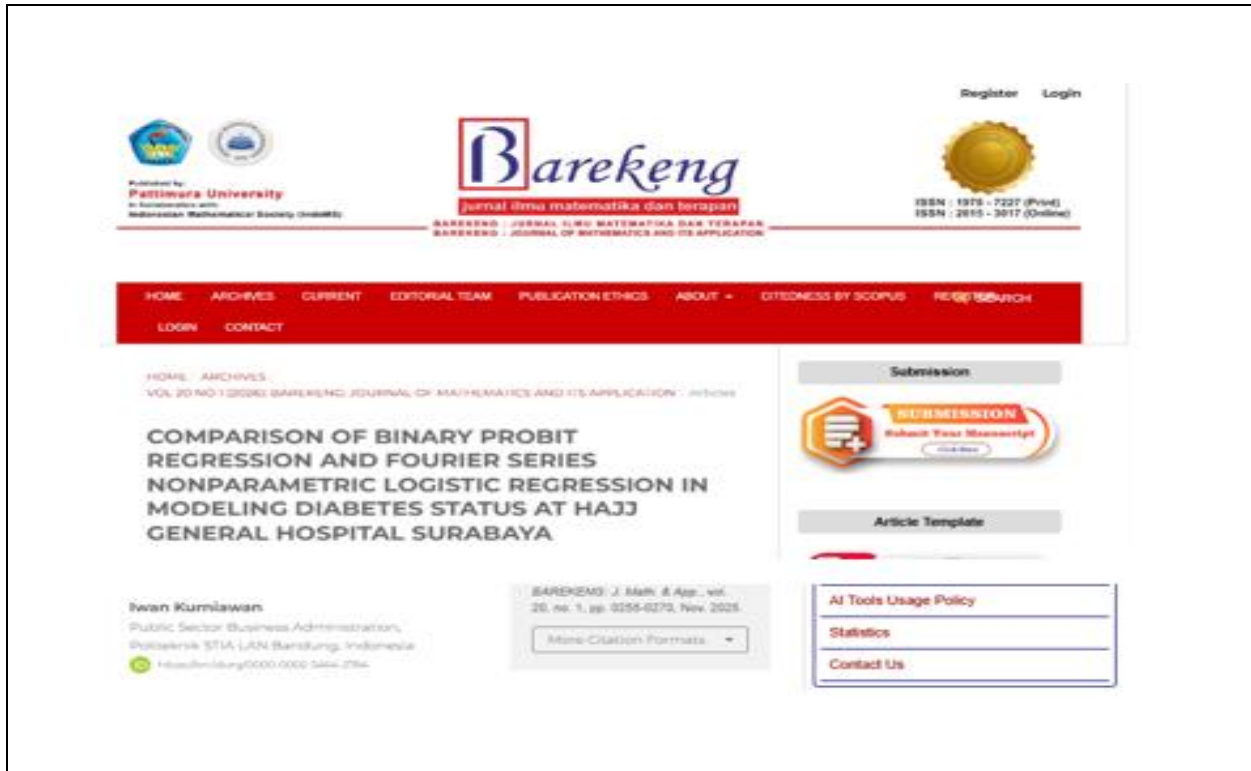 Register Login
Published by:
Pattimura University
In Collaboration with:
Indonesian Mathematical Society (IndoMS)
Barekeng
jurnal ilmu matematika dan terapan
BAREKENG : JURNAL ILMU MATEMATIKA DAN TERAPAN
BAREKENG : JOURNAL OF MATHEMATICS AND ITS APPLICATION
ISSN : 1978 - 7227 (Print)
ISSN : 2615 - 3017 (Online)
HOME ARCHIVES CURRENT EDITORIAL TEAM PUBLICATION ETHICS ABOUT CITEDNESS BY SCOPUS SEARCH
LOGIN CONTACT
HOME ARCHIVES
VOL 20 NO 1 (2026): BAREKENG: JOURNAL OF MATHEMATICS AND ITS APPLICATION Articles
COMPARISON OF BINARY PROBIT
REGRESSION AND FOURIER SERIES
NONPARAMETRIC LOGISTIC REGRESSION IN
MODELING DIABETES STATUS AT HAJJ
GENERAL HOSPITAL SURABAYA
Submission
SUBMISSION
Submit Your Manuscript
Click Here
Article Template
Iwan Kurniawan
Public Sector Business Administration,
Politeknik STIA LAN Bandung, Indonesia
BAREKENG: J. Math. & App., vol.
20, no. 1, pp. 0255-0270, Nov. 2025.
More Citation Formats
AI Tools Usage Policy
Statistics
Contact Us